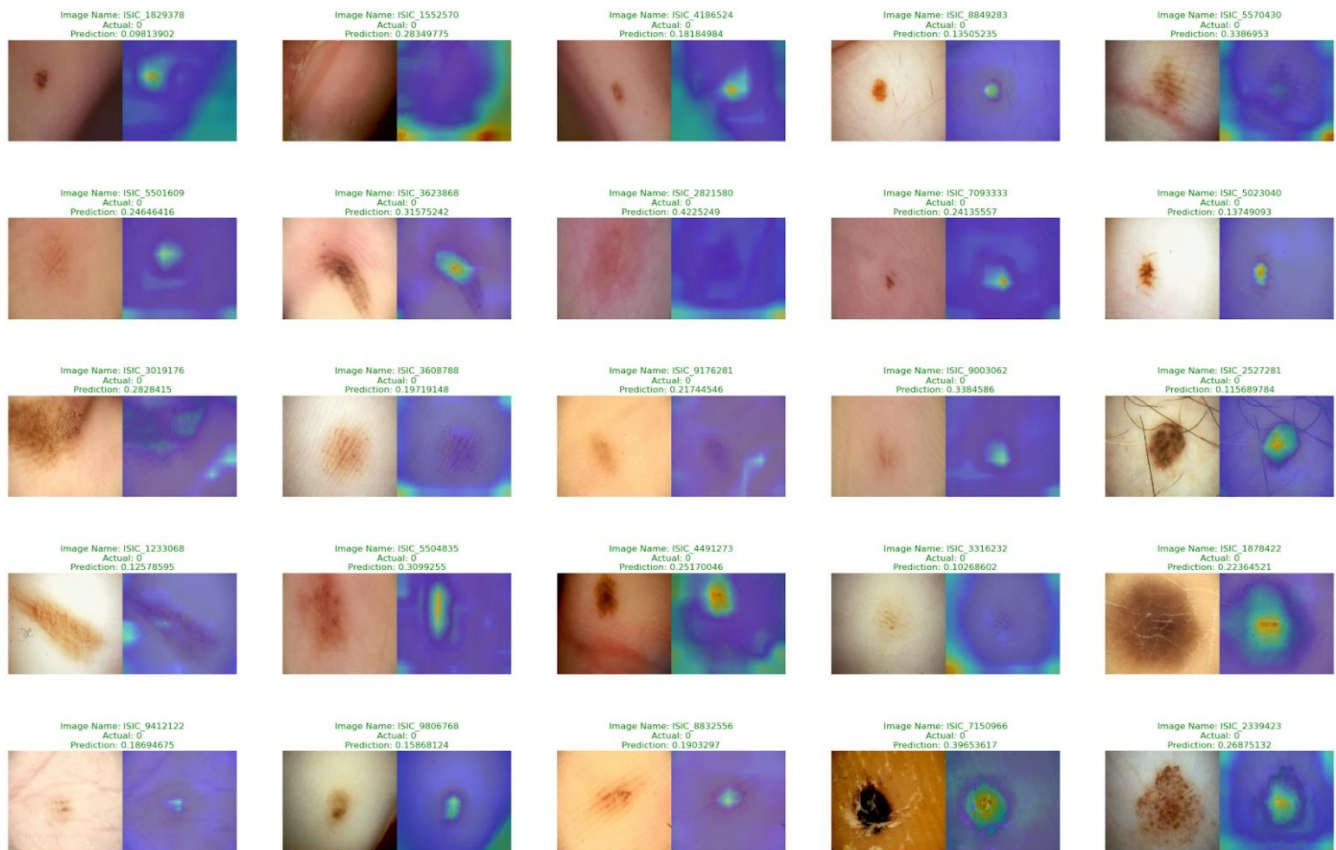 Image Name: ISIC_1829378
Actual: 0
Prediction: 0.09813902
Image Name: ISIC_1552570
Actual: 0
Prediction: 0.28349775
Image Name: ISIC_4186524
Actual: 0
Prediction: 0.18184984
Image Name: ISIC_8849283
Actual: 0
Prediction: 0.13505235
Image Name: ISIC_5570430
Actual: 0
Prediction: 0.3386953
Image Name: ISIC_5501609
Actual: 0
Prediction: 0.24646416
Image Name: ISIC_3623868
Actual: 0
Prediction: 0.31575242
Image Name: ISIC_2821580
Actual: 0
Prediction: 0.4225249
Image Name: ISIC_7093333
Actual: 0
Prediction: 0.24135557
Image Name: ISIC_5023040
Actual: 0
Prediction: 0.13749093
Image Name: ISIC_3019176
Actual: 0
Prediction: 0.2828415
Image Name: ISIC_3608788
Actual: 0
Prediction: 0.19719148
Image Name: ISIC_9176281
Actual: 0
Prediction: 0.21744546
Image Name: ISIC_9003062
Actual: 0
Prediction: 0.3384586
Image Name: ISIC_2527281
Actual: 0
Prediction: 0.115689784
Image Name: ISIC_1233068
Actual: 0
Prediction: 0.12578595
Image Name: ISIC_5504835
Actual: 0
Prediction: 0.3099255
Image Name: ISIC_4491273
Actual: 0
Prediction: 0.25170046
Image Name: ISIC_3316232
Actual: 0
Prediction: 0.10268602
Image Name: ISIC_1878422
Actual: 0
Prediction: 0.22364521
Image Name: ISIC_9412122
Actual: 0
Prediction: 0.18694675
Image Name: ISIC_9806768
Actual: 0
Prediction: 0.15868124
Image Name: ISIC_8832556
Actual: 0
Prediction: 0.1903297
Image Name: ISIC_7150966
Actual: 0
Prediction: 0.39653617
Image Name: ISIC_2339423
Actual: 0
Prediction: 0.26875132